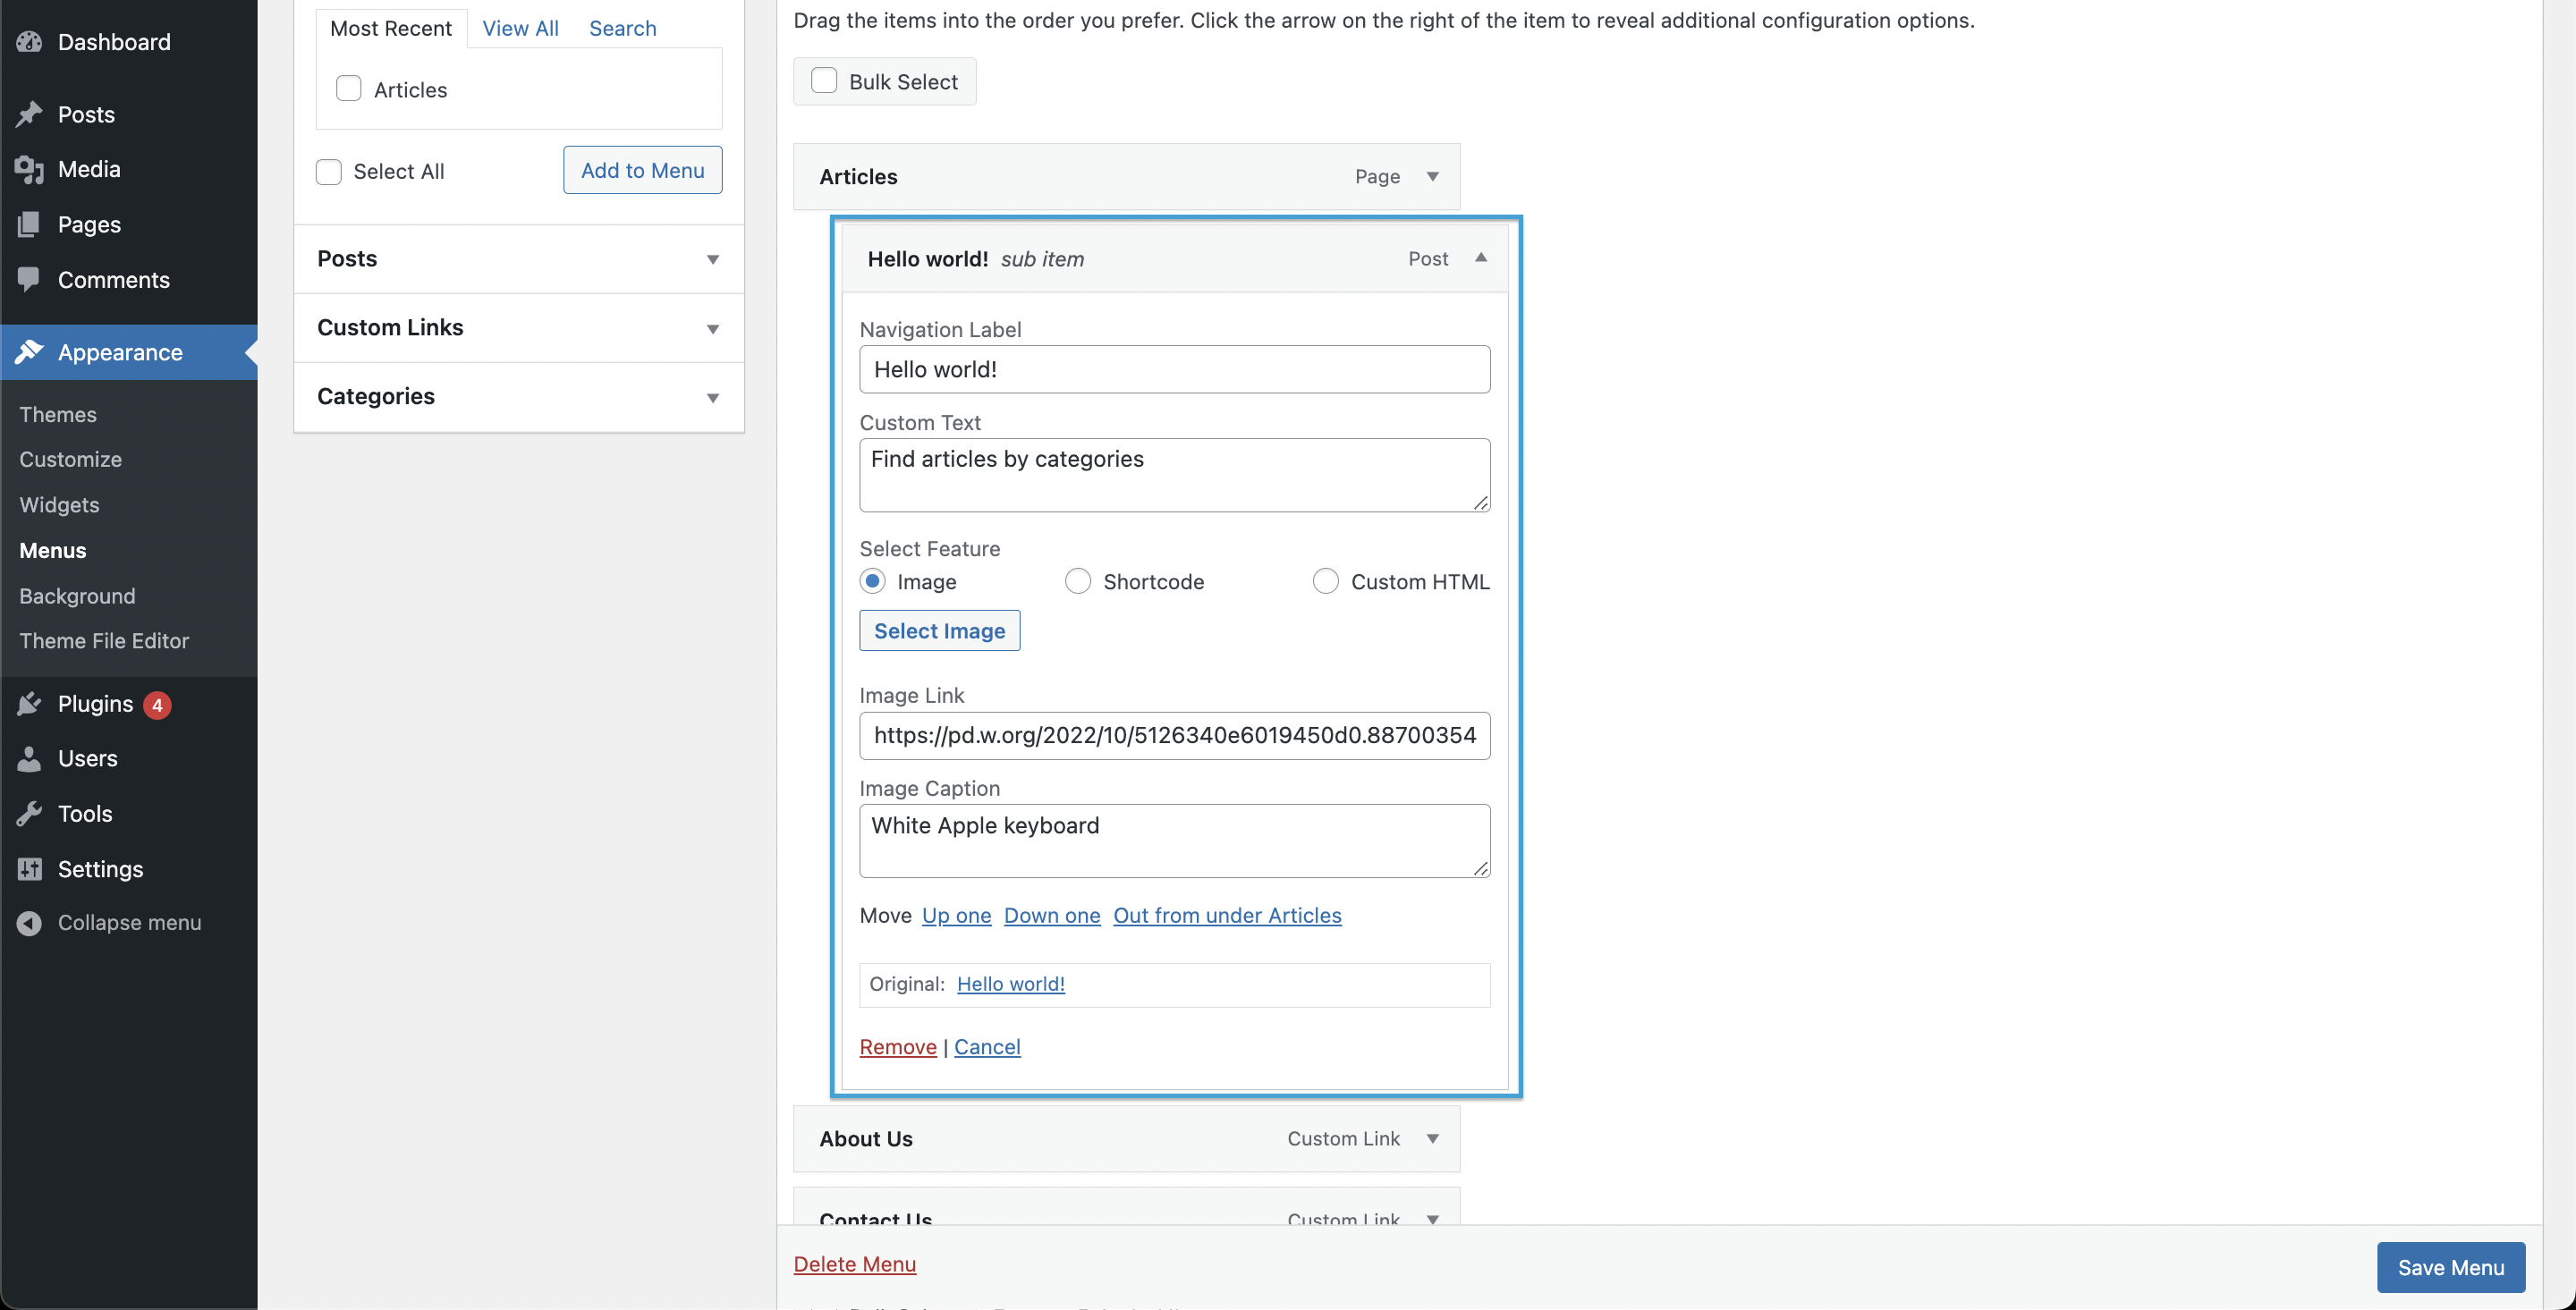 Dashboard
Posts
Media
Pages
Comments
Appearance
Themes
Customize
Widgets
Menus
Background
Theme File Editor
Plugins 4
Users
Tools
Settings
Collapse menu
Most Recent View All Search
Articles
Select All Add to Menu
Posts
Custom Links
Categories
Drag the items into the order you prefer. Click the arrow on the right of the item to reveal additional configuration options.
Bulk Select
Articles Page
Hello world! sub item Post
Navigation Label
Hello world!
Custom Text
Find articles by categories
Select Feature
Image Shortcode Custom HTML
Select Image
Image Link
https://pd.w.org/2022/10/5126340e6019450d0.88700354
Image Caption
White Apple keyboard
Move Up one Down one Out from under Articles
Original: Hello world!
Remove | Cancel
About Us Custom Link
Contact Us Custom Link
Delete Menu
Save Menu